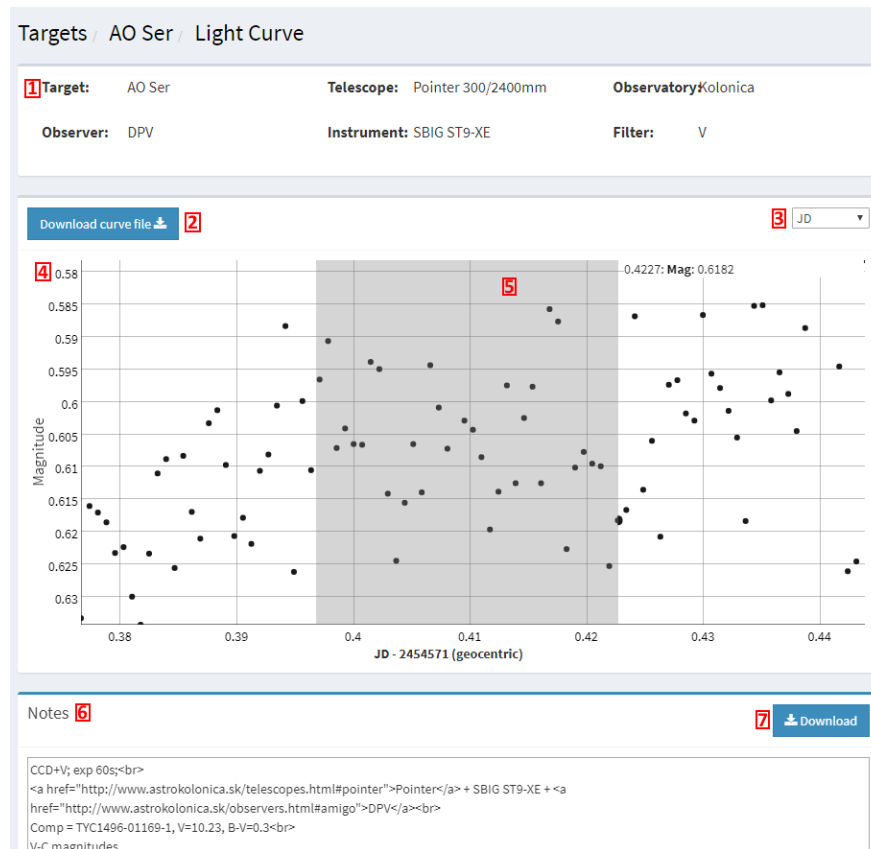 Targets / AO Ser / Light Curve
1 Target: AO Ser Telescope: Pointer 300/2400mm Observatory: Kolonica
Observer: DPV Instrument: SBIG ST9-XE Filter: V
Download curve file 2 3 JD
4 5 0.4227: Mag: 0.6182
0.58
0.585
0.59
0.595
0.6
0.605
0.61
0.615
0.62
0.625
0.63
Magnitude
0.38 0.39 0.4 0.41 0.42 0.43 0.44
JD - 2454571 (geocentric)
Notes 6 7 Download
CCD+V; exp 60s;<br>
<a href="http://www.astrokolonica.sk/telescopes.html#pointer">Pointer</a> + SBIG ST9-XE + <a
href="http://www.astrokolonica.sk/observers.html#amigo">DPV</a><br>
Comp = TYC1496-01169-1, V=10.23, B-V=0.3<br>
V-C magnitudes